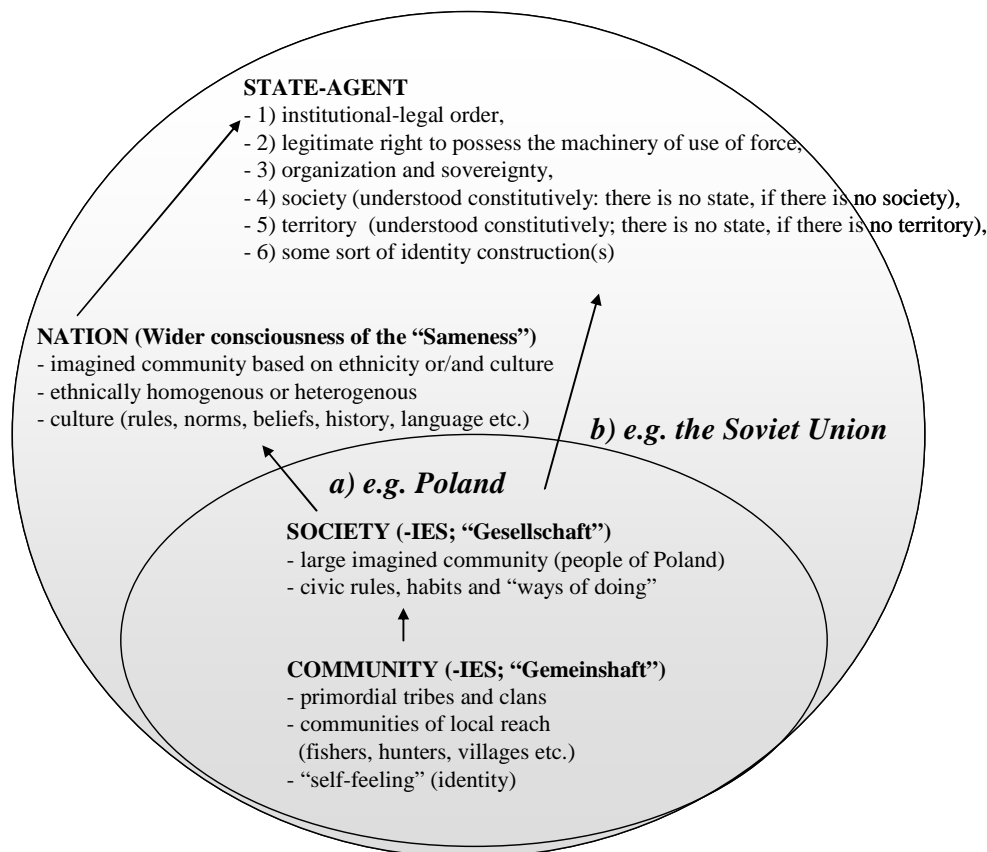 STATE-AGENT
- 1) institutional-legal order,
- 2) legitimate right to possess the machinery of use of force,
- 3) organization and sovereignty,
- 4) society (understood constitutively: there is no state, if there is no society),
- 5) territory (understood constitutively; there is no state, if there is no territory),
- 6) some sort of identity construction(s)
NATION (Wider consciousness of the “Sameness”)
- imagined community based on ethnicity or/and culture
- ethnically homogenous or heterogenous
- culture (rules, norms, beliefs, history, language etc.)
b) e.g. the Soviet Union
a) e.g. Poland
SOCIETY (-IES; “Gesellschaft”)
- large imagined community (people of Poland)
- civic rules, habits and “ways of doing”
COMMUNITY (-IES; “Gemeinshaft”)
- primordial tribes and clans
- communities of local reach
(fishers, hunters, villages etc.)
- “self-feeling” (identity)